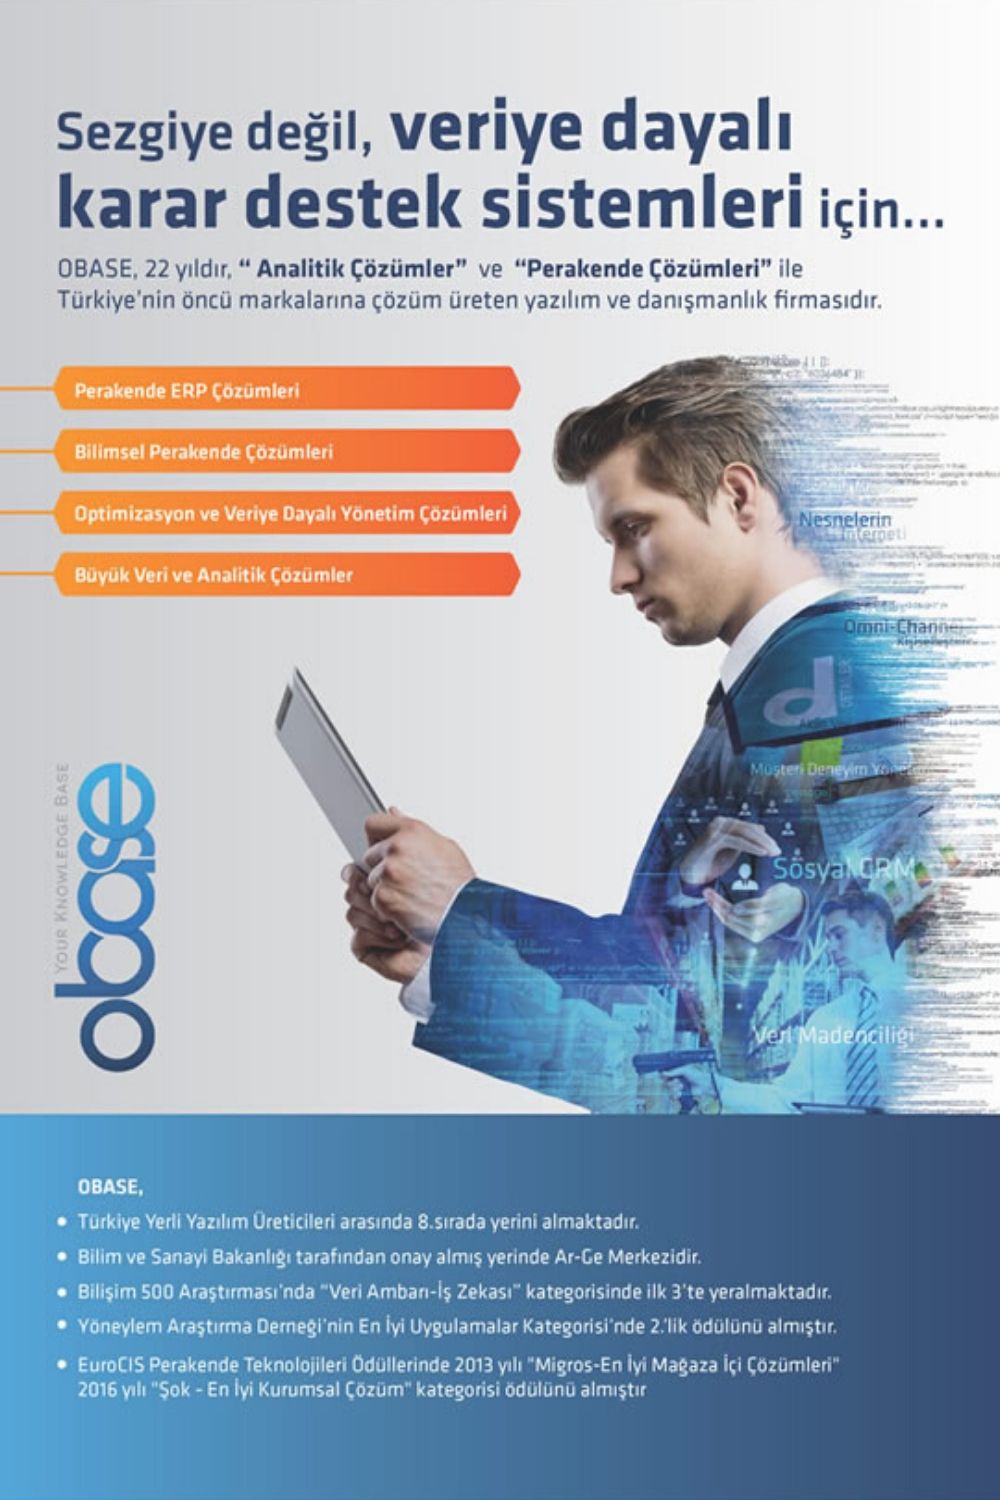 Sezgiye değil, veriye dayalı
karar destek sistemleri için...
OBASE, 22 yıldır, “ Analitik Çözümler” ve “Perakende Çözümleri” ile
Türkiye'nin öncü markalarına çözüm üreten yazılım ve danışmanlık firmasıdır.
Perakende ERP Çözümleri
Bilimsel Perakende Çözümleri
Optimizasyon ve Veriye Dayalı Yönetim Çözümleri
Büyük Veri ve Analitik Çözümler
Nesnelerin
İnterneti
Omni-Channel
Müşteri Deneyim
Sosyal CRM
Veri Madenciliği
YOUR KNOWLEDGE BASE
obase
OBASE,
• Türkiye Yerli Yazılım Üreticileri arasında 8.sırada yerini almaktadır.
• Bilim ve Sanayi Bakanlığı tarafından onay almış yerinde Ar-Ge Merkezidir.
• Bilişim 500 Araştırması'nda "Veri Ambarı-İş Zekası" kategorisinde ilk 3'te yeralmaktadır.
• Yöneylem Araştırma Derneği'nin En İyi Uygulamalar Kategorisi'nde 2.'lik ödülünü almıştır.
• EuroCIS Perakende Teknolojileri Ödüllerinde 2013 yılı "Migros-En İyi Mağaza İçi Çözümleri"
2016 yılı "Şok - En İyi Kurumsal Çözüm" kategorisi ödülünü almıştır